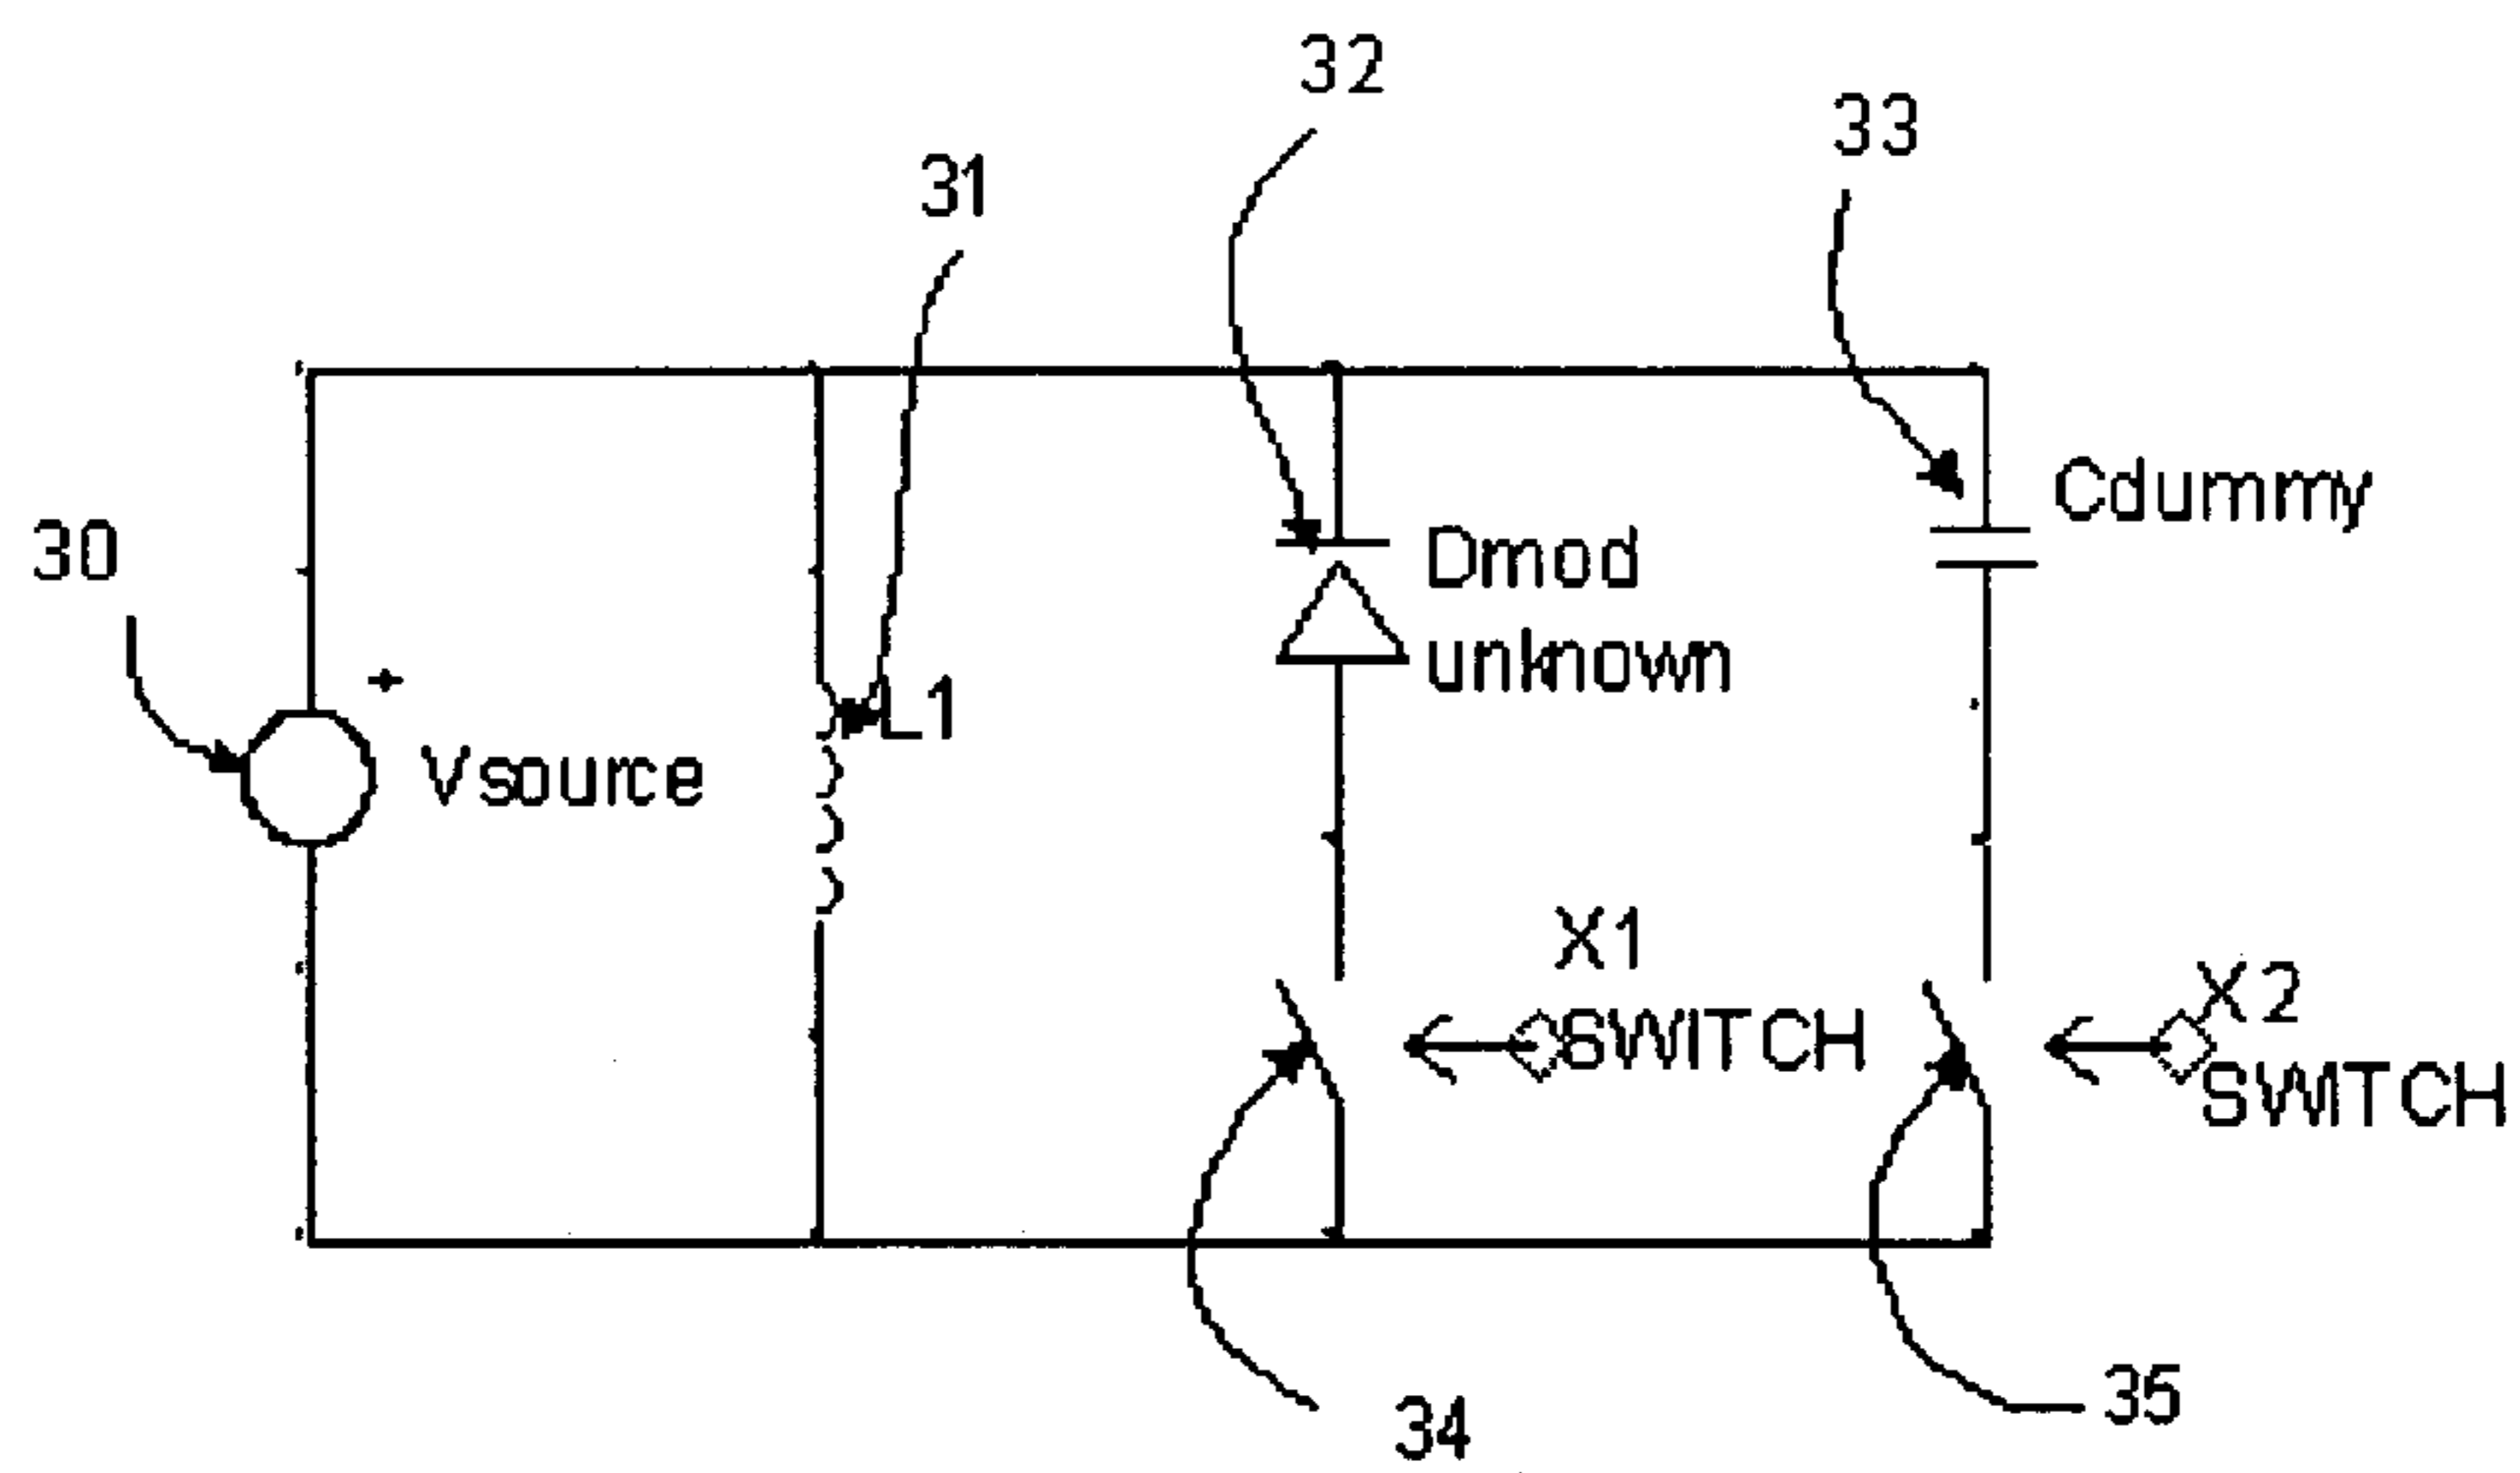 32
33
31
30
Cdummy
Dmod
unknown
+
L1
Vsource
X1
SWITCH
X2
SWITCH
34
35